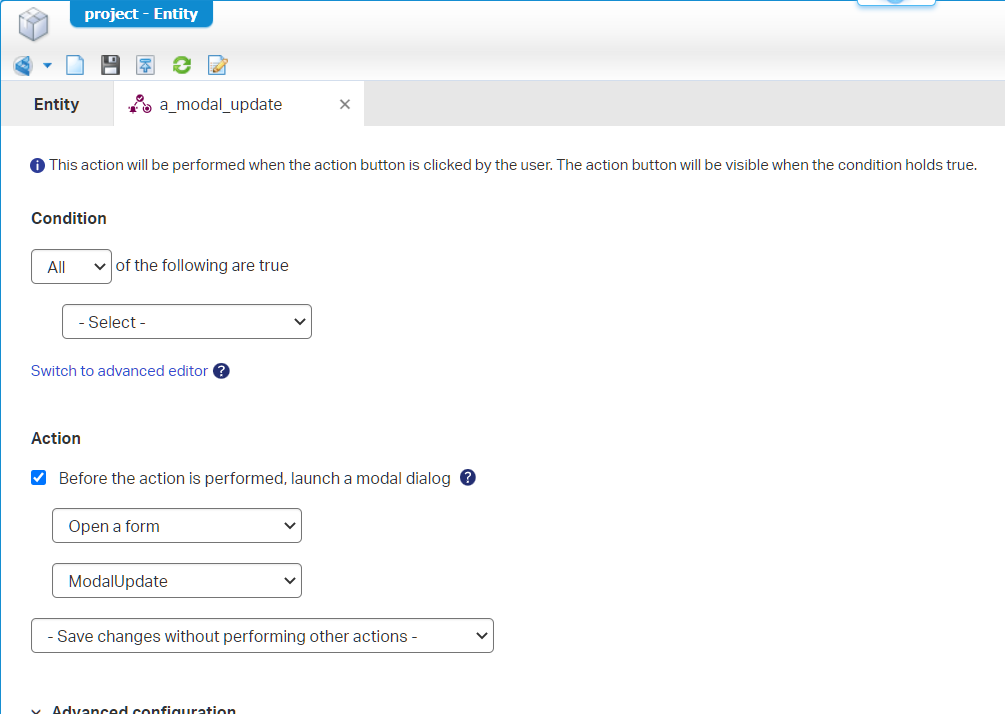 project - Entity
Entity
a_modal_update
This action will be performed when the action button is clicked by the user. The action button will be visible when the condition holds true.
Condition
All of the following are true
- Select -
Switch to advanced editor
Action
Before the action is performed, launch a modal dialog
Open a form
ModalUpdate
- Save changes without performing other actions -
Advanced configuration